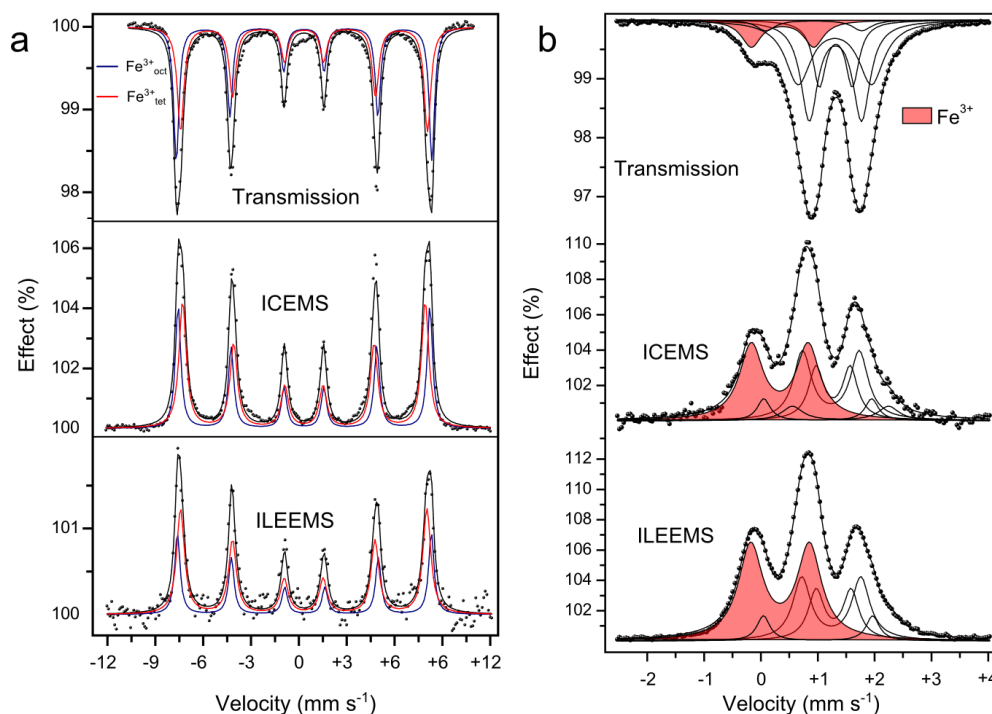 a
100
99
98
Fe³⁺oct
Fe³⁺tet
Transmission
106
104
102
100
ICEMS
Effect (%)
101
100
ILEEMS
-12 -9 -6 -3 0 +3 +6 +6 +12
Velocity (mm s⁻¹)
b
99
98
97
Fe³⁺
Transmission
110
108
106
104
102
ICEMS
Effect (%)
112
110
108
106
104
102
ILEEMS
-2 -1 0 +1 +2 +3 +4
Velocity (mm s⁻¹)